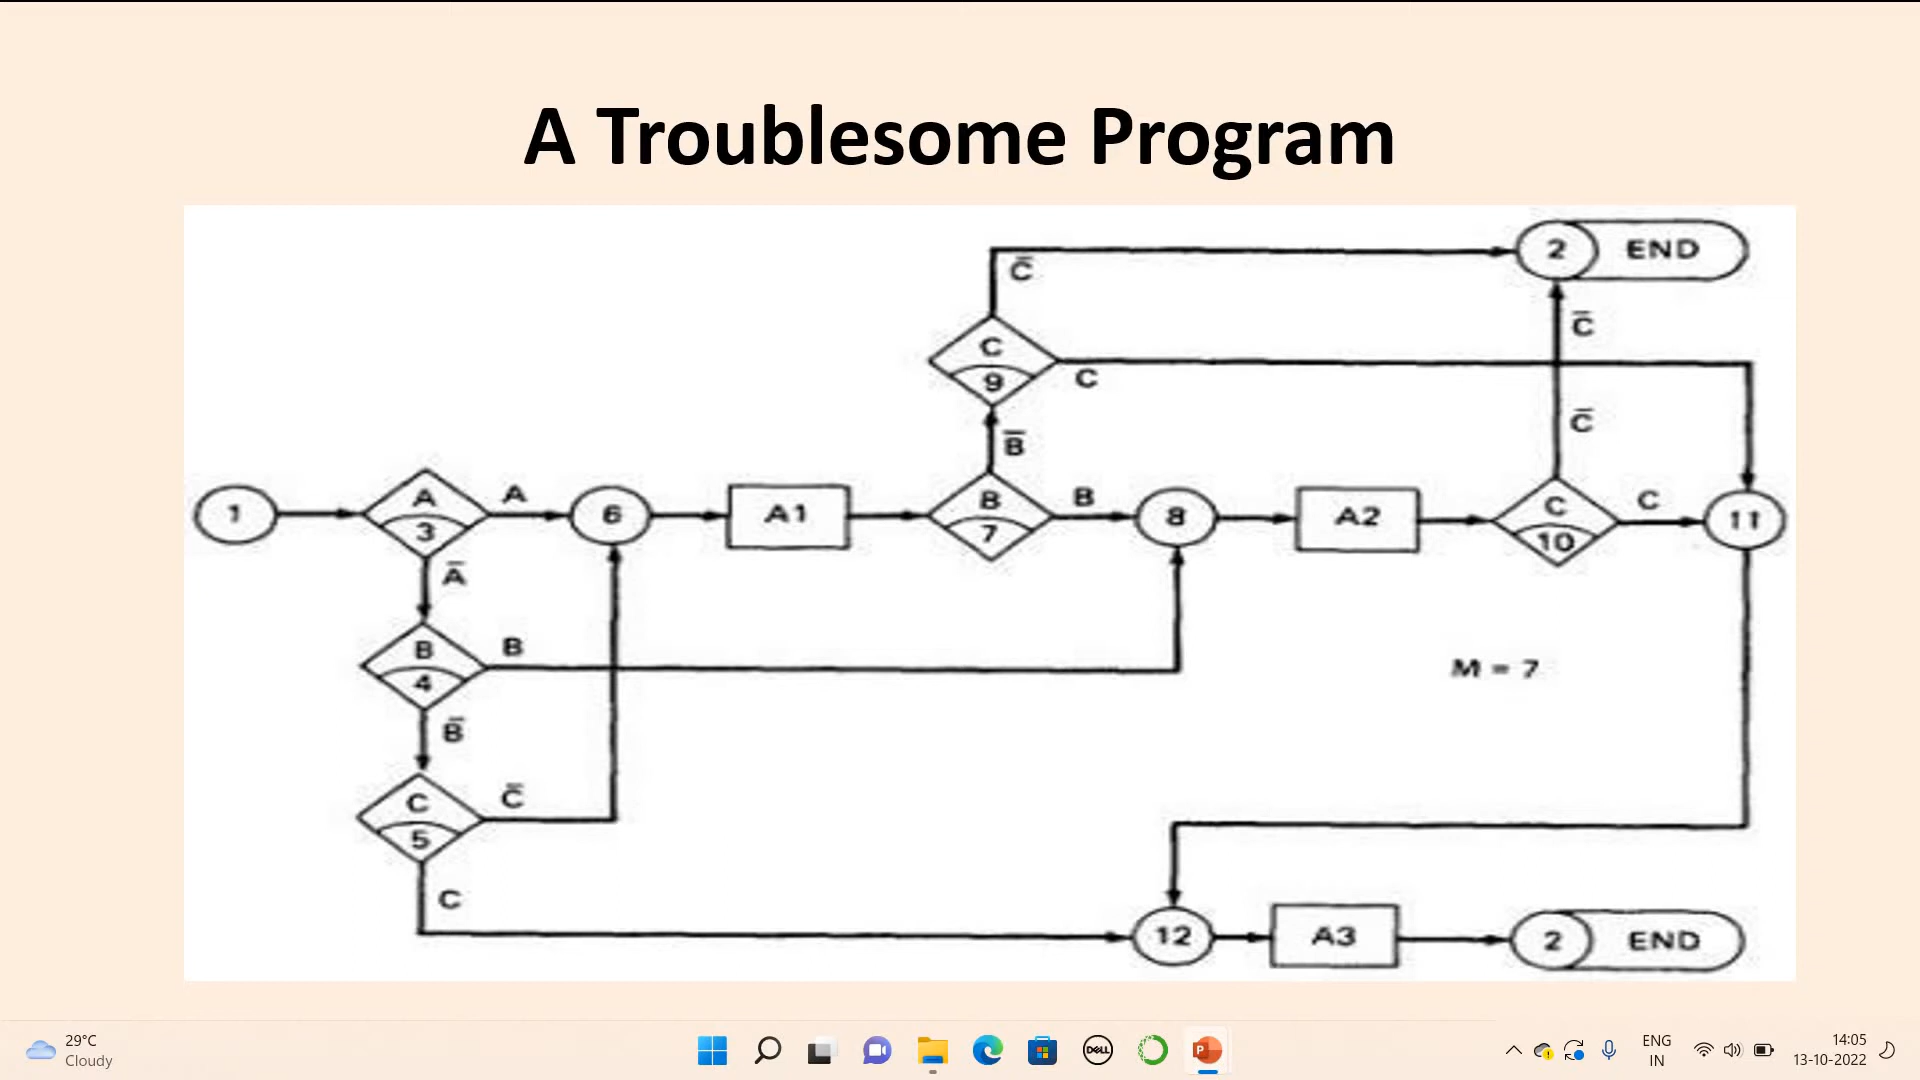 A Troublesome Program
2 END
C̅
C̅
C
9
C
C̅
B̅
1
A
3
A
6
A1
B
7
B
8
A2
C
10
C
11
A̅
B
4
B
M = 7
B̅
C
5
C̅
C
12
A3
2 END
29°C
Cloudy
DELL
P
ENG
IN
14:05
13-10-2022